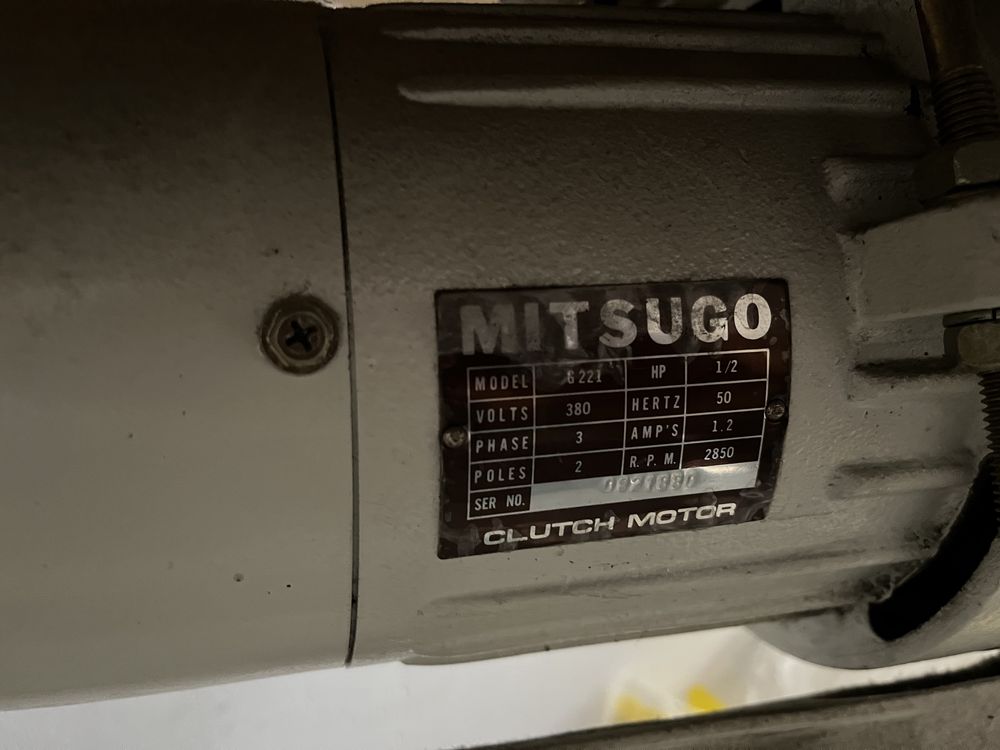 MITSUGO
MODEL G221 HP 1/2
VOLTS 380 HERTZ 50
PHASE 3 AMP'S 1.2
POLES 2 R.P.M. 2850
SER NO.
CLUTCH MOTOR